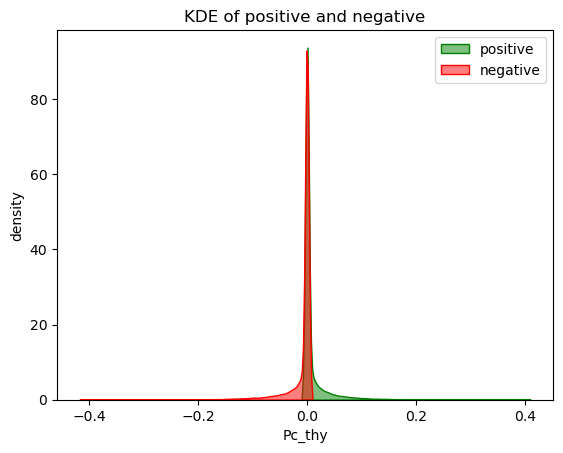 KDE of positive and negative
positive
negative
density
80
60
40
20
0
−0.4
−0.2
0.0
0.2
0.4
Pc_thy